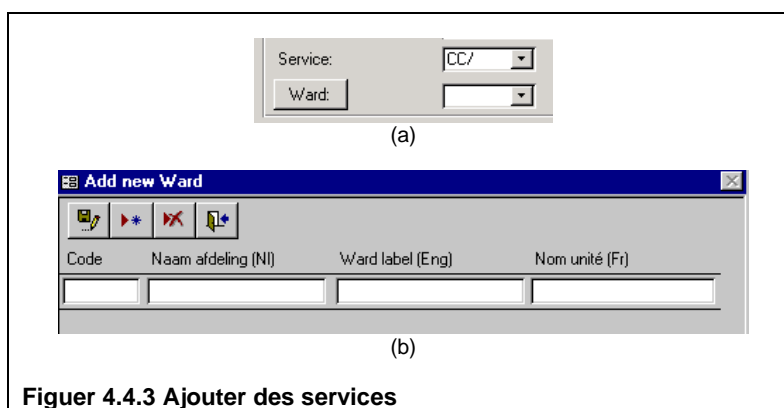 Service: CC/
Ward:
(a)
Add new Ward
Code Naam afdeling (Nl) Ward label (Eng) Nom unité (Fr)
(b)
Figuer 4.4.3 Ajouter des services